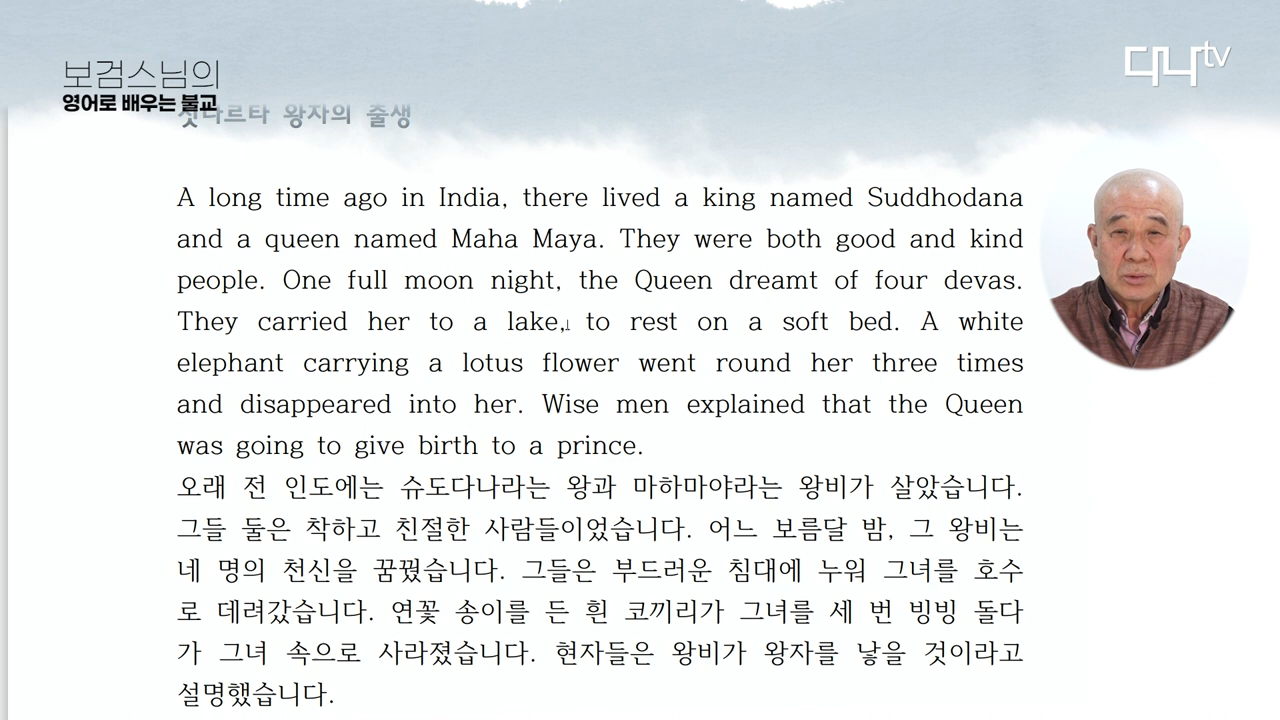 보검스님의
영어로 배우는 불교
디나tv
싯다르타 왕자의 출생
A long time ago in India, there lived a king named Suddhodana
and a queen named Maha Maya. They were both good and kind
people. One full moon night, the Queen dreamt of four devas.
They carried her to a lake, to rest on a soft bed. A white
elephant carrying a lotus flower went round her three times
and disappeared into her. Wise men explained that the Queen
was going to give birth to a prince.
오래 전 인도에는 슈도다나라는 왕과 마하마야라는 왕비가 살았습니다.
그들 둘은 착하고 친절한 사람들이었습니다. 어느 보름달 밤, 그 왕비는
네 명의 천신을 꿈꿨습니다. 그들은 부드러운 침대에 누워 그녀를 호수
로 데려갔습니다. 연꽃 송이를 든 흰 코끼리가 그녀를 세 번 빙빙 돌다
가 그녀 속으로 사라졌습니다. 현자들은 왕비가 왕자를 낳을 것이라고
설명했습니다.